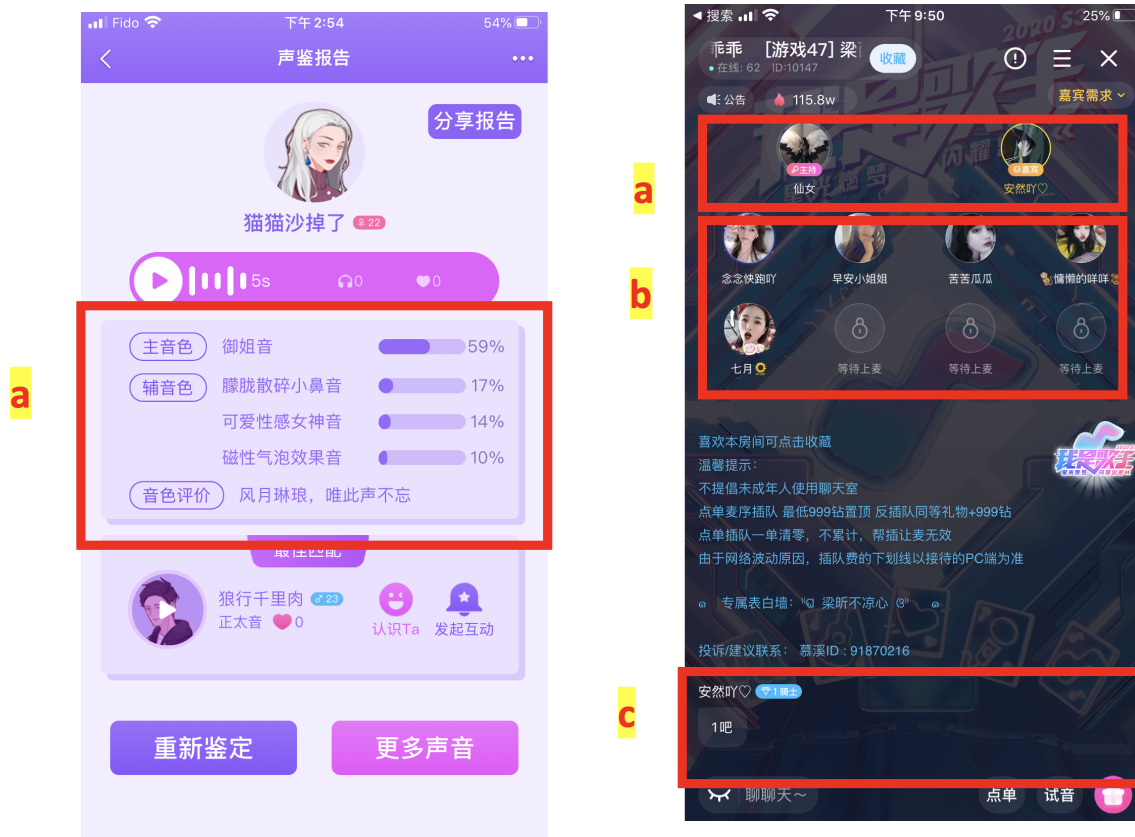 Fido
下午2:54
54%
声鉴报告
分享报告
猫猫沙掉了 ♀22
5s 0 0
a
主音色 御姐音 59%
辅音色 朦胧散碎小鼻音 17%
可爱性感女神音 14%
磁性气泡效果音 10%
音色评价 风月琳琅，唯此声不忘
最佳匹配
狼行千里肉 ♂23
正太音 0
认识Ta 发起互动
重新鉴定 更多声音
◀搜索
下午9:50
25%
2020 S3
乖乖 [游戏47] 梁
收藏
在线: 62 ID:10147
公告 115.8w
嘉宾需求
a
主持 嘉宾
仙女 安然吖♡
b
念念快跑吖 早安小姐姐 苦苦瓜瓜 慵懒的咩咩
七月 等待上麦 等待上麦 等待上麦
喜欢本房间可点击收藏
温馨提示：
不提倡未成年人使用聊天室
点单麦序插队 最低999钻置顶 反插队同等礼物+999钻
点单插队一单清零，不累计，帮插让麦无效
由于网络波动原因，插队费的下划线以接待的PC端为准
专属表白墙： 梁昕不凉心
投诉/建议联系： 慕溪ID : 91870216
我是歌手
c
安然吖♡ 1骑士
1吧
聊聊天～
点单 试音